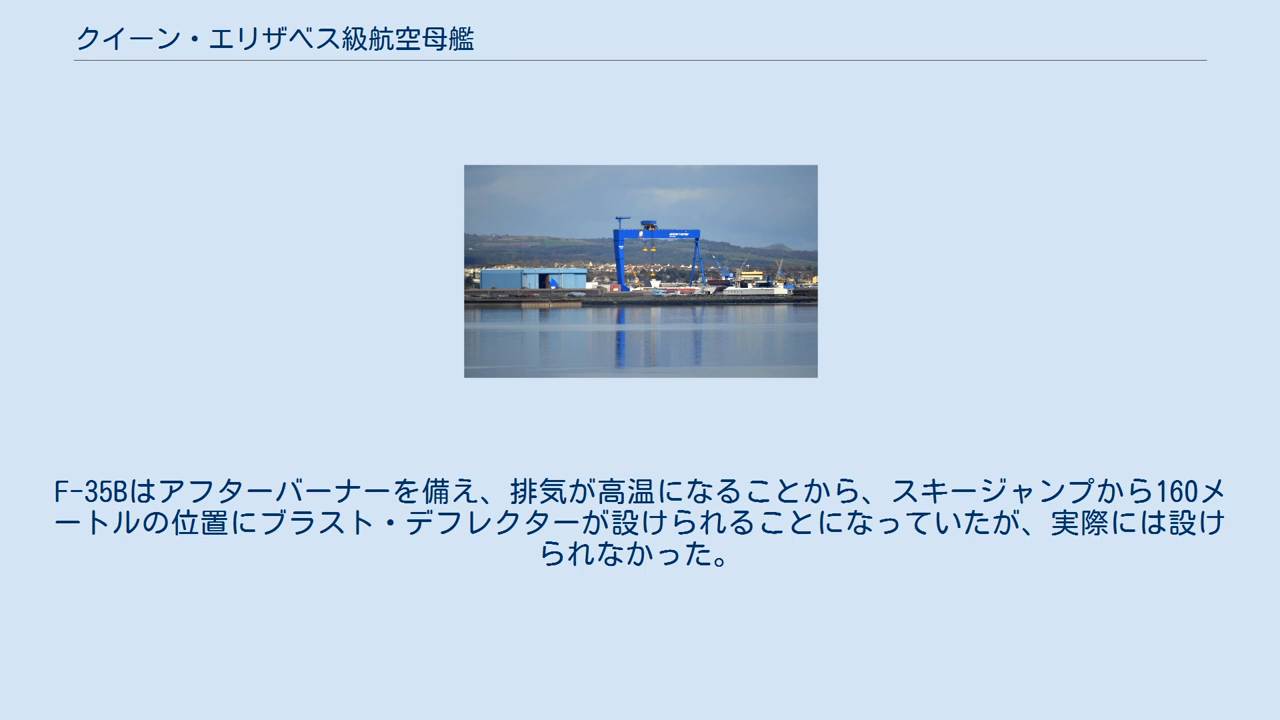 クイーン・エリザベス級航空母艦
F-35Bはアフターバーナーを備え、排気が高温になることから、スキージャンプから160メ
ートルの位置にブラスト・デフレクターが設けられることになっていたが、実際には設け
られなかった。